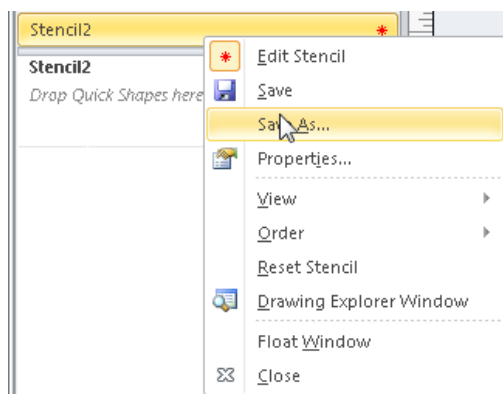 Stencil2
Stencil2
Drop Quick Shapes here
Edit Stencil
Save
Save As...
Properties...
View
Order
Reset Stencil
Drawing Explorer Window
Float Window
Close